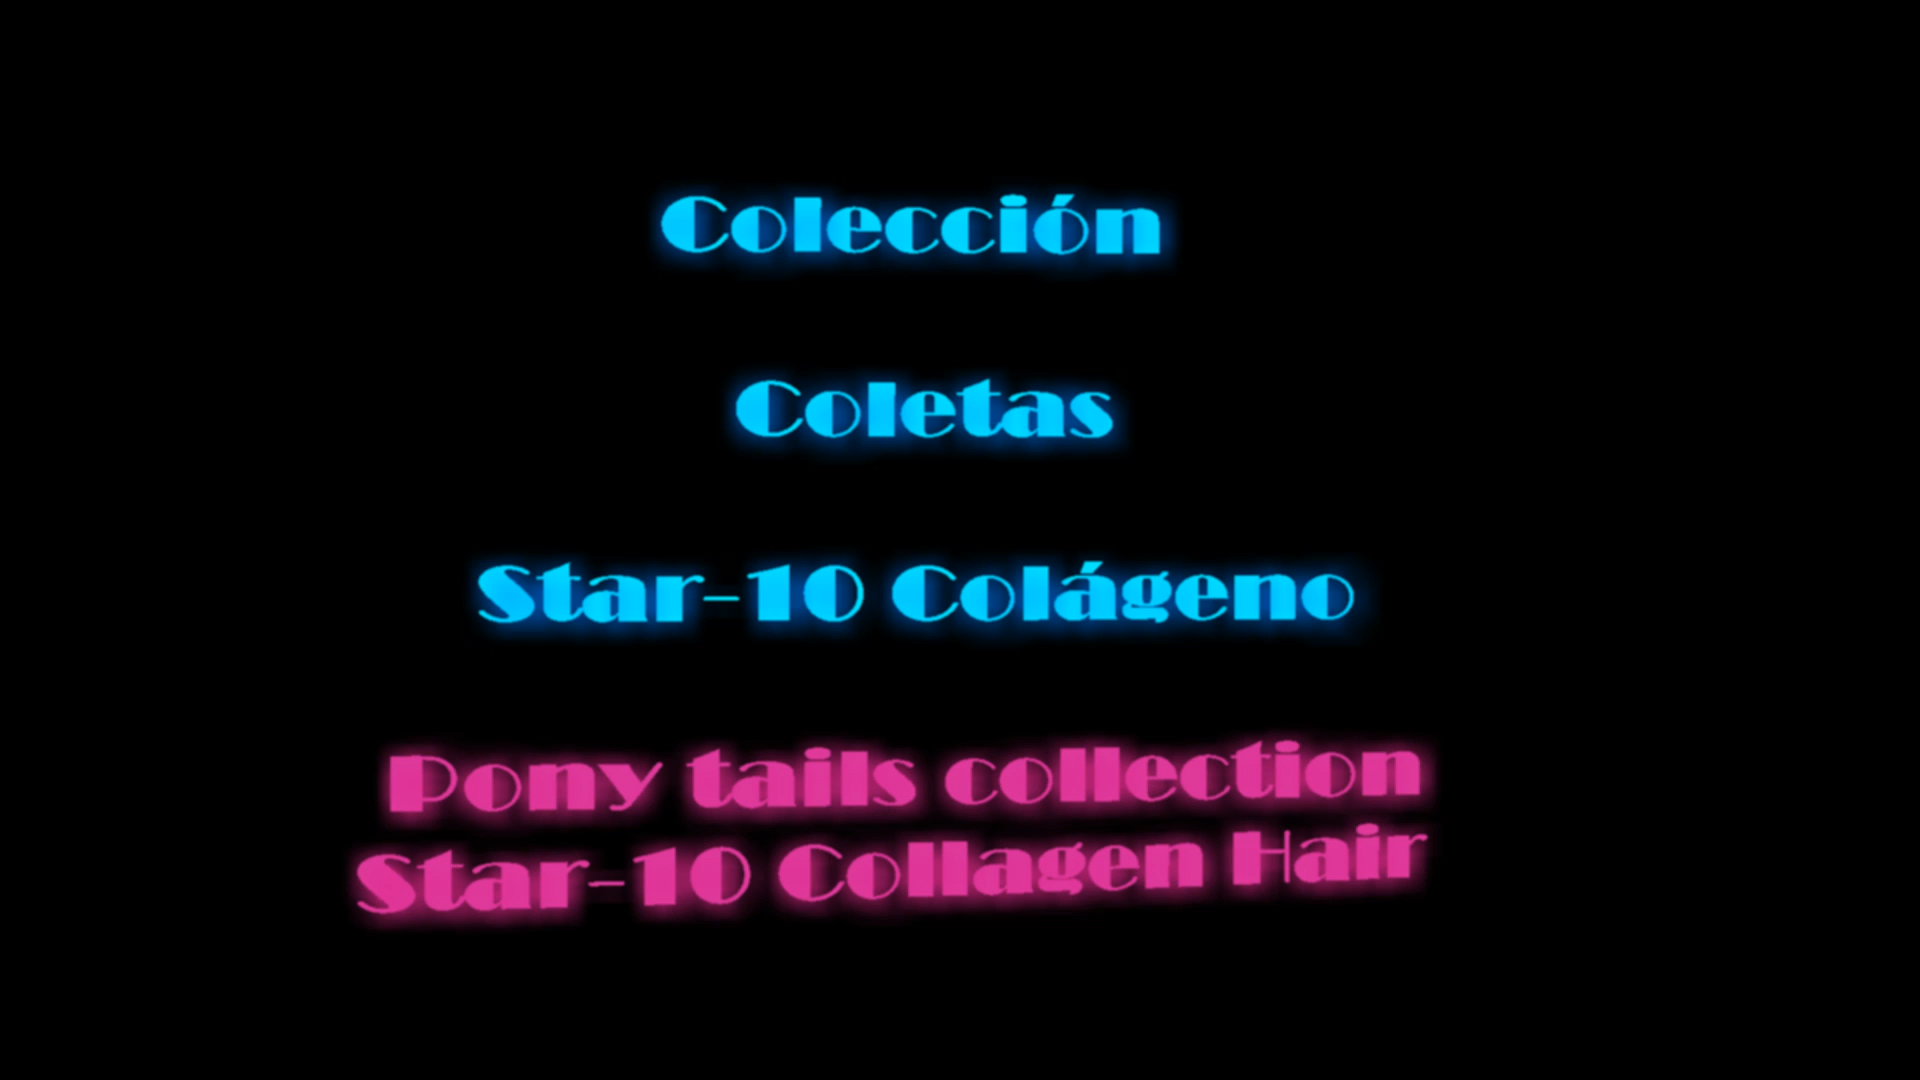 Colección
Coletas
Star-10 Colágeno
Pony tails collection
Star-10 Collagen Hair